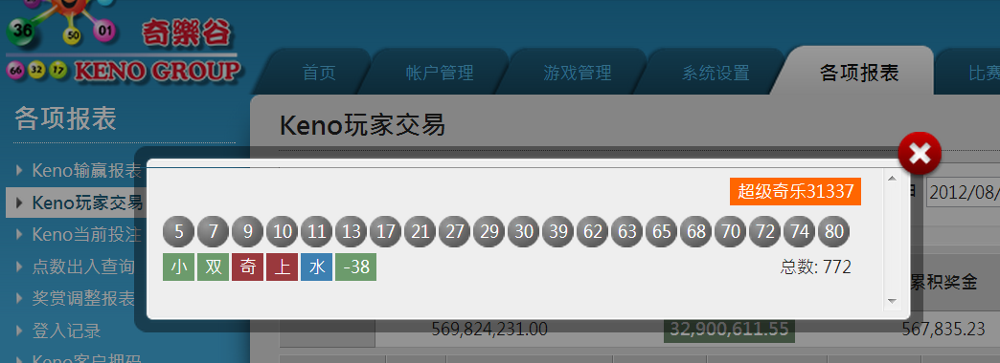 36 50 01 奇樂谷
66 32 17 KENO GROUP
首页 帐户管理 游戏管理 系统设置 各项报表 比赛
各项报表
Keno玩家交易
Keno输赢报表
Keno玩家交易
Keno当前投注
点数出入查询
奖赏调整报表
登入记录
Keno客户押码
超级奇乐31337
2012/08/
5 7 9 10 11 13 17 21 27 29 30 39 62 63 65 68 70 72 74 80
小 双 奇 上 水 -38
总数: 772
累积奖金
569,824,231.00 32,900,611.55 567,835.23